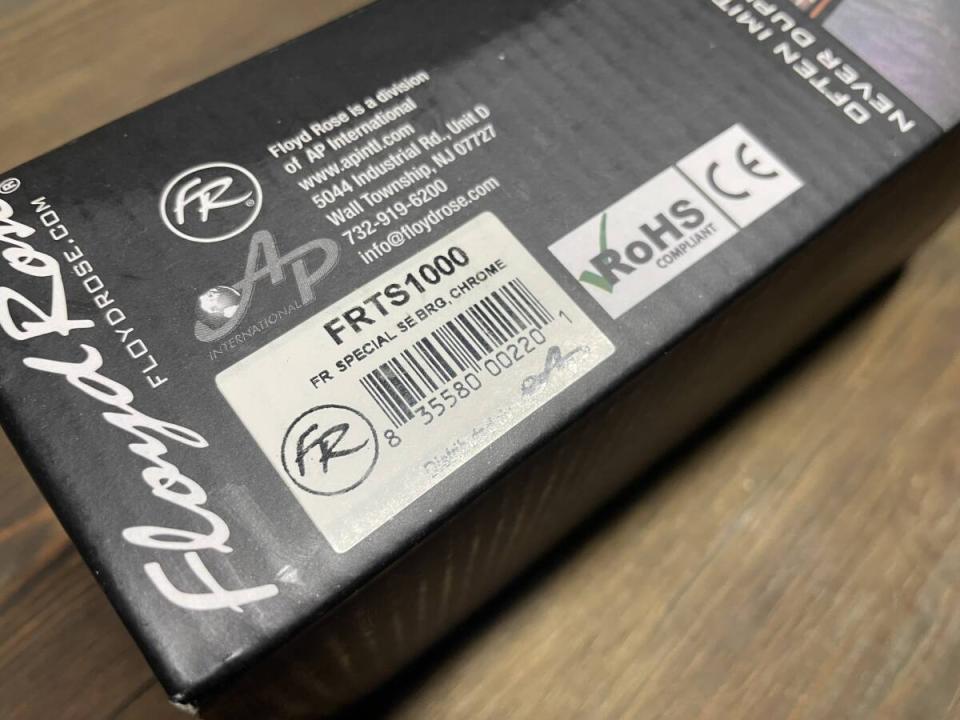 Floyd Rose®
FLOYDROSE.COM
FR®
Floyd Rose is a division
of AP International
www.apintl.com
5044 Industrial Rd., Unit D
Wall Township, NJ 07727
732-919-6200
info@floydrose.com
AP
INTERNATIONAL
FRTS1000
FR SPECIAL SE BRG, CHROME
8 35580 00220 1
FR
Distributed by
RoHS
COMPLIANT
CE
OFTEN
NEVER